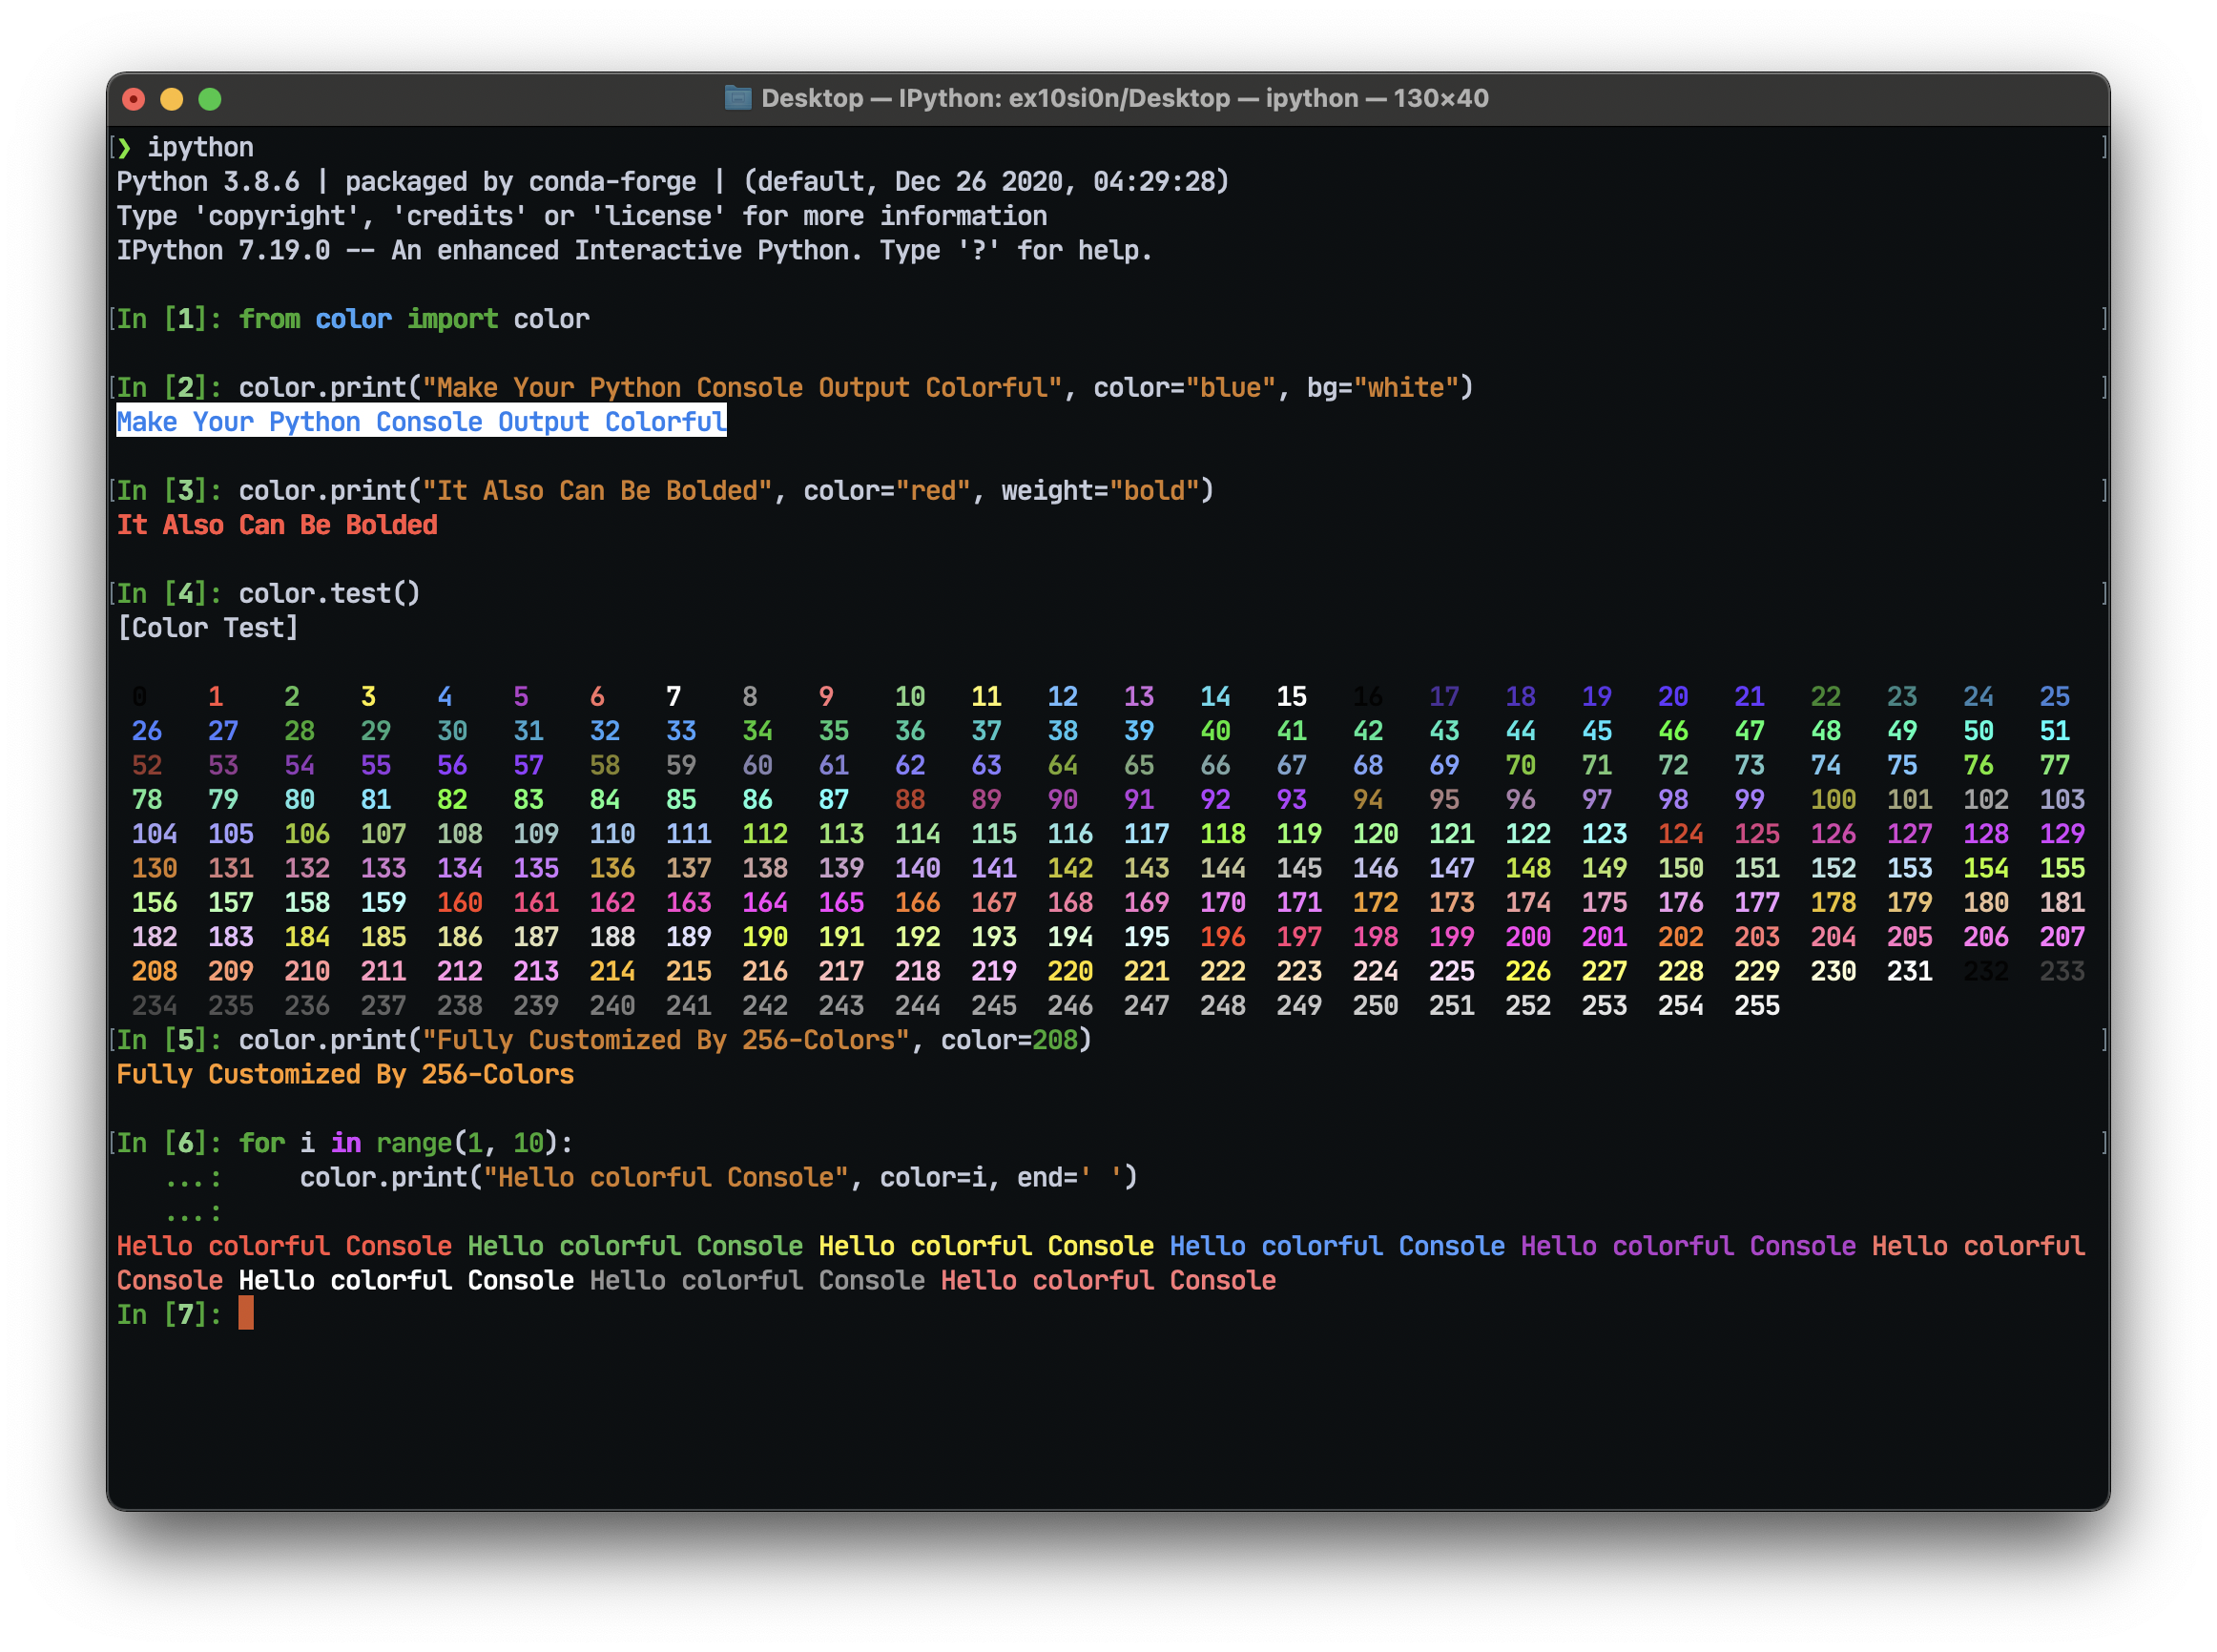 Desktop — IPython: ex10si0n/Desktop — ipython — 130×40
[❯ ipython ]
Python 3.8.6 | packaged by conda-forge | (default, Dec 26 2020, 04:29:28)
Type 'copyright', 'credits' or 'license' for more information
IPython 7.19.0 -- An enhanced Interactive Python. Type '?' for help.
[In [1]: from color import color ]
[In [2]: color.print("Make Your Python Console Output Colorful", color="blue", bg="white") ]
Make Your Python Console Output Colorful
[In [3]: color.print("It Also Can Be Bolded", color="red", weight="bold") ]
It Also Can Be Bolded
[In [4]: color.test() ]
[Color Test]
0 1 2 3 4 5 6 7 8 9 10 11 12 13 14 15 16 17 18 19 20 21 22 23 24 25
26 27 28 29 30 31 32 33 34 35 36 37 38 39 40 41 42 43 44 45 46 47 48 49 50 51
52 53 54 55 56 57 58 59 60 61 62 63 64 65 66 67 68 69 70 71 72 73 74 75 76 77
78 79 80 81 82 83 84 85 86 87 88 89 90 91 92 93 94 95 96 97 98 99 100 101 102 103
104 105 106 107 108 109 110 111 112 113 114 115 116 117 118 119 120 121 122 123 124 125 126 127 128 129
130 131 132 133 134 135 136 137 138 139 140 141 142 143 144 145 146 147 148 149 150 151 152 153 154 155
156 157 158 159 160 161 162 163 164 165 166 167 168 169 170 171 172 173 174 175 176 177 178 179 180 181
182 183 184 185 186 187 188 189 190 191 192 193 194 195 196 197 198 199 200 201 202 203 204 205 206 207
208 209 210 211 212 213 214 215 216 217 218 219 220 221 222 223 224 225 226 227 228 229 230 231 232 233
234 235 236 237 238 239 240 241 242 243 244 245 246 247 248 249 250 251 252 253 254 255
[In [5]: color.print("Fully Customized By 256-Colors", color=208) ]
Fully Customized By 256-Colors
[In [6]: for i in range(1, 10): ]
...: color.print("Hello colorful Console", color=i, end=' ')
...:
Hello colorful Console Hello colorful Console Hello colorful Console Hello colorful Console Hello colorful Console Hello colorful
Console Hello colorful Console Hello colorful Console Hello colorful Console
In [7]: